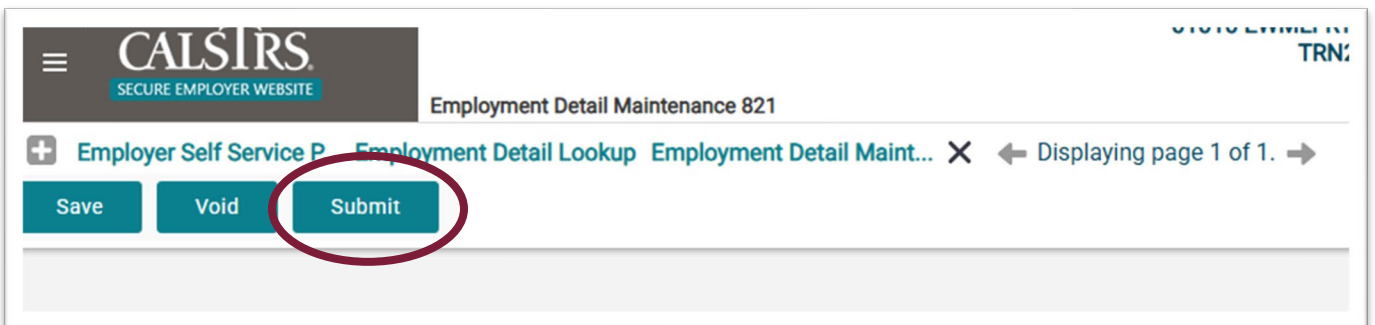 TRN2
CALSTRS.
SECURE EMPLOYER WEBSITE
Employment Detail Maintenance 821
Employer Self Service P... Employment Detail Lookup Employment Detail Maint... Displaying page 1 of 1.
Save Void Submit